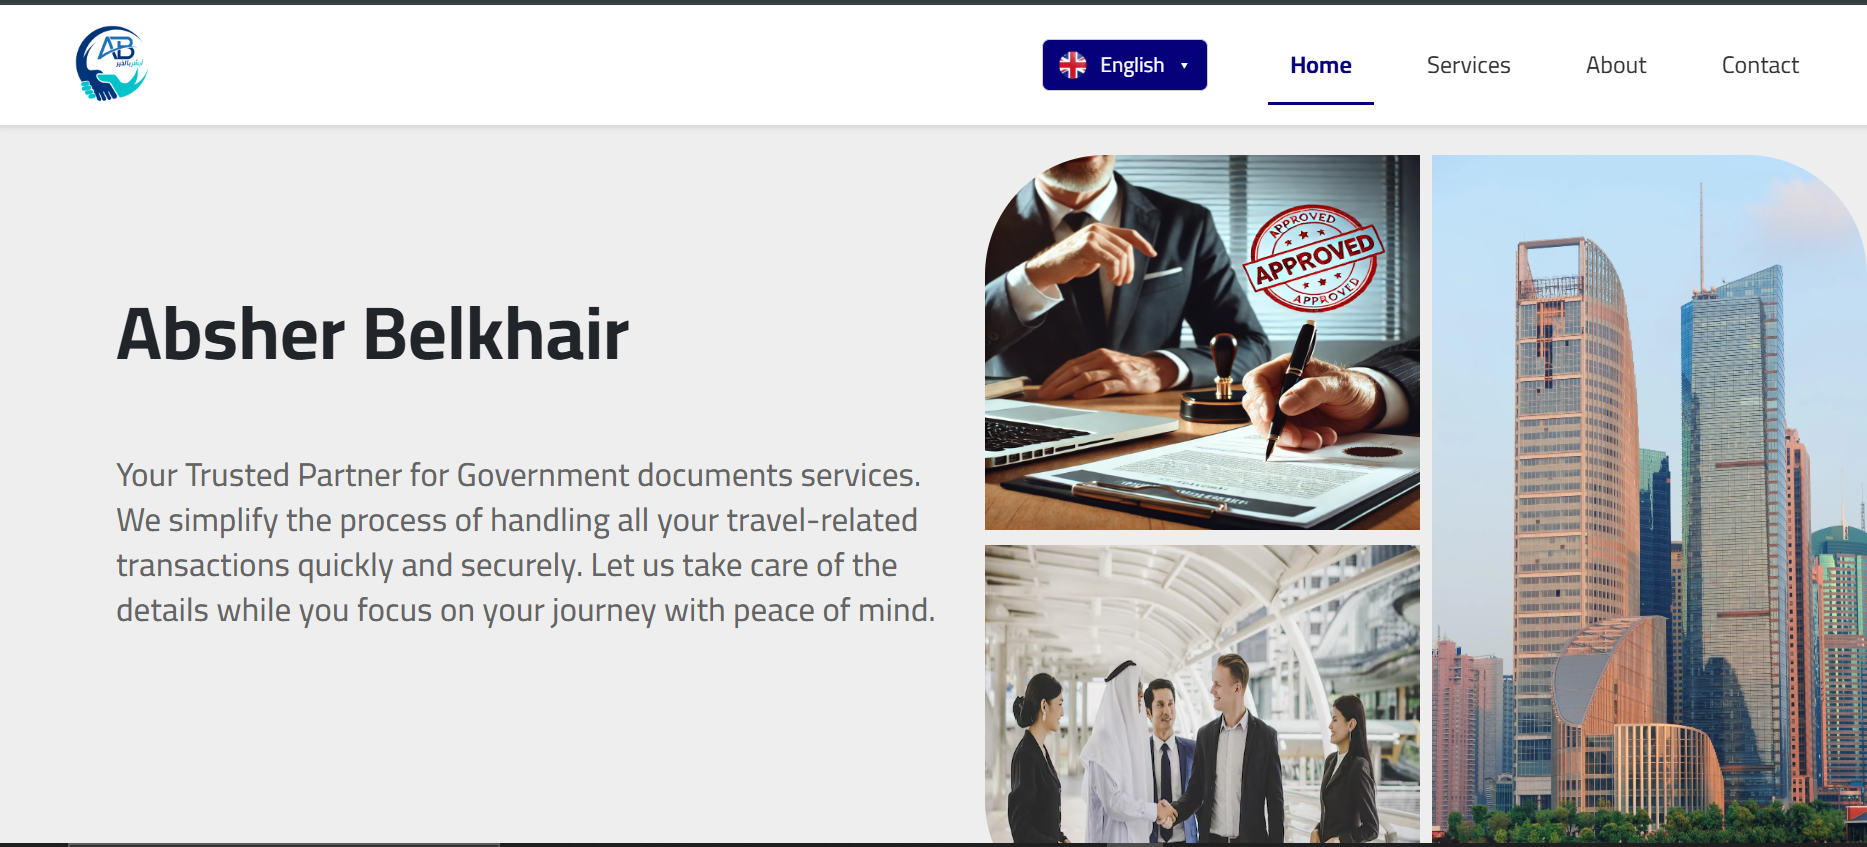 AB
أبشر بالخير
English
Home
Services
About
Contact
Absher Belkhair
Your Trusted Partner for Government documents services.
We simplify the process of handling all your travel-related
transactions quickly and securely. Let us take care of the
details while you focus on your journey with peace of mind.
APPROVED
APPROVED
APPROVED